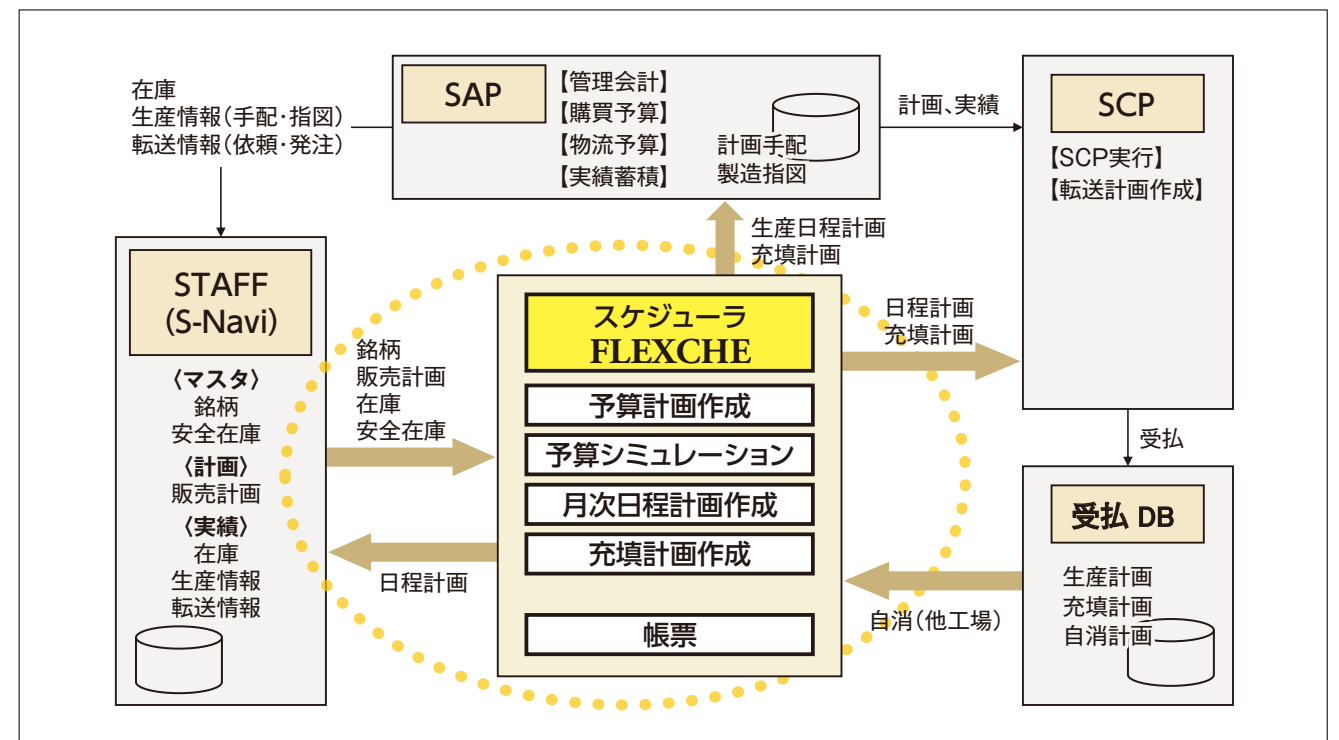 在庫
生産情報(手配・指図)
転送情報(依頼・発注)
SAP
【管理会計】
【購買予算】
【物流予算】
【実績蓄積】
計画手配
製造指図
計画、実績
SCP
【SCP実行】
【転送計画作成】
生産日程計画
充填計画
STAFF
(S-Navi)
〈マスタ〉
銘柄
安全在庫
〈計画〉
販売計画
〈実績〉
在庫
生産情報
転送情報
銘柄
販売計画
在庫
安全在庫
日程計画
スケジューラ
FLEXCHE
予算計画作成
予算シミュレーション
月次日程計画作成
充填計画作成
帳票
日程計画
充填計画
受払
受払 DB
生産計画
充填計画
自消計画
自消(他工場)